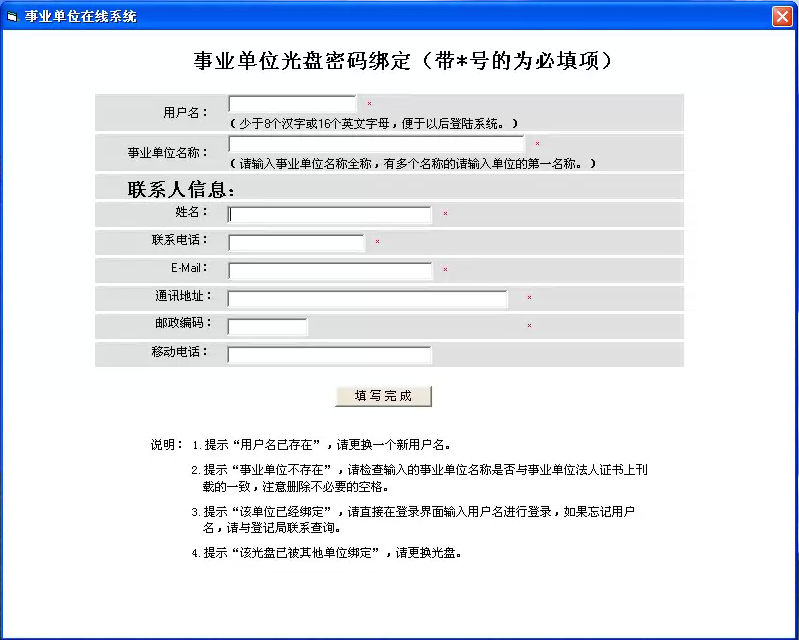 事业单位在线系统
事业单位光盘密码绑定（带*号的为必填项）
用户名： *
（少于8个汉字或16个英文字母，便于以后登陆系统。）
事业单位名称： *
（请输入事业单位名称全称，有多个名称的请输入单位的第一名称。）
联系人信息：
姓名： *
联系电话： *
E-Mail： *
通讯地址： *
邮政编码： *
移动电话：
填写完成
说明： 1.提示“用户名已存在”，请更换一个新用户名。
2.提示“事业单位不存在”，请检查输入的事业单位名称是否与事业单位法人证书上刊
载的一致，注意删除不必要的空格。
3.提示“该单位已经绑定”，请直接在登录界面输入用户名进行登录，如果忘记用户
名，请与登记局联系查询。
4.提示“该光盘已被其他单位绑定”，请更换光盘。